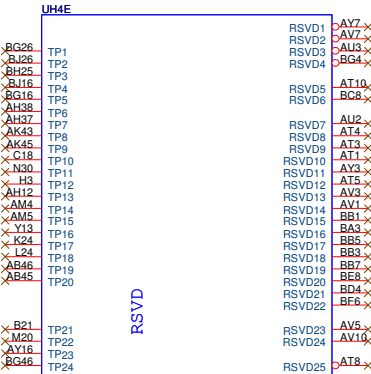 UH4E
RSVD1 AY7
RSVD2 AV7
BG26 TP1 RSVD3 AU3
BJ26 TP2 RSVD4 BG4
BH25 TP3
BJ16 TP4 RSVD5 AT10
BG16 TP5 RSVD6 BC8
AH38 TP6
AH37 TP7 RSVD7 AU2
AK43 TP8 RSVD8 AT4
AK45 TP9 RSVD9 AT3
C18 TP10 RSVD10 AT1
N30 TP11 RSVD11 AY3
H3 TP12 RSVD12 AT5
AH12 TP13 RSVD13 AV3
AM4 TP14 RSVD14 AV1
AM5 TP15 RSVD15 BB1
Y13 TP16 RSVD16 BA3
K24 TP17 RSVD17 BB5
L24 TP18 RSVD18 BB3
AB46 TP19 RSVD19 BB7
AB45 TP20 RSVD20 BE8
RSVD21 BD4
RSVD22 BF6
RSVD
B21 TP21 RSVD23 AV5
M20 TP22 RSVD24 AV10
AY16 TP23
BG46 TP24 RSVD25 AT8